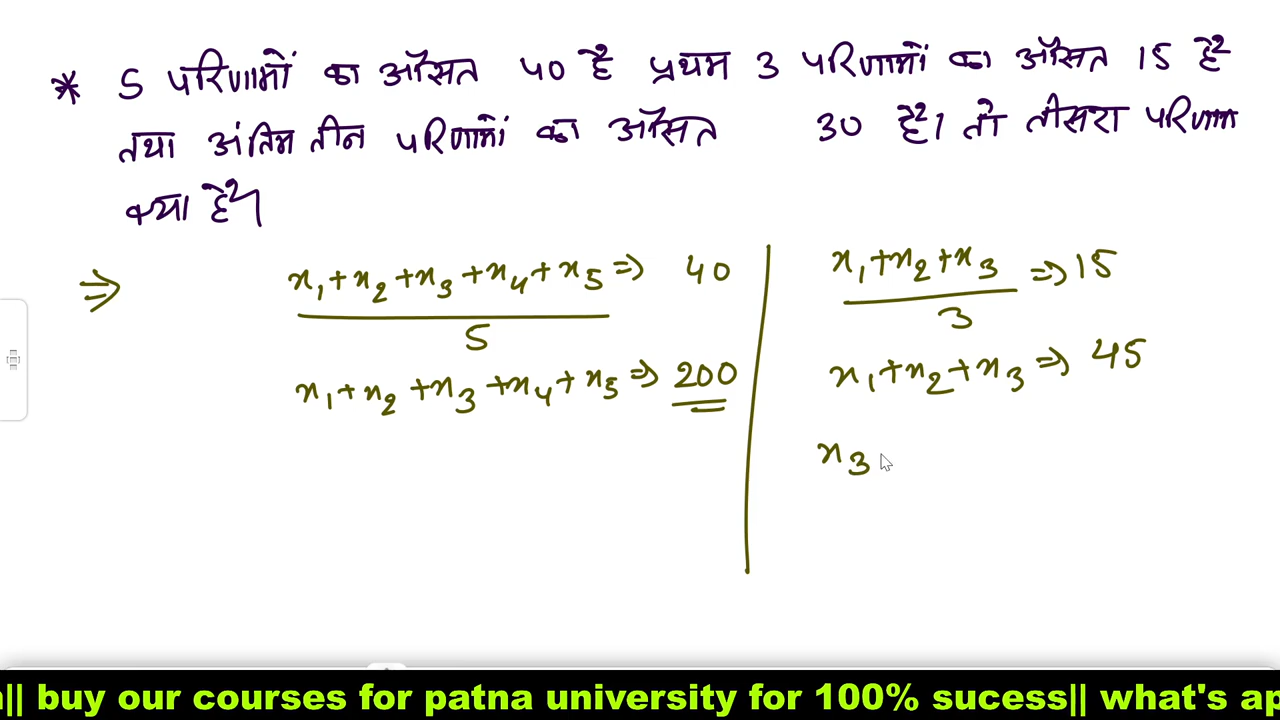 * 5 परिणामों का औसत 40 है प्रथम 3 परिणामों का औसत 15 है
तथा अंतिम तीन परिणामों का औसत 30 है। तो तीसरा परिणाम
क्या है।
⇒ x₁+x₂+x₃+x₄+x₅ ⇒ 40
5
x₁+x₂+x₃+x₄+x₅ ⇒ 200
x₁+x₂+x₃ ⇒ 15
3
x₁+x₂+x₃ ⇒ 45
x₃
|| buy our courses for patna university for 100% sucess|| what's ap